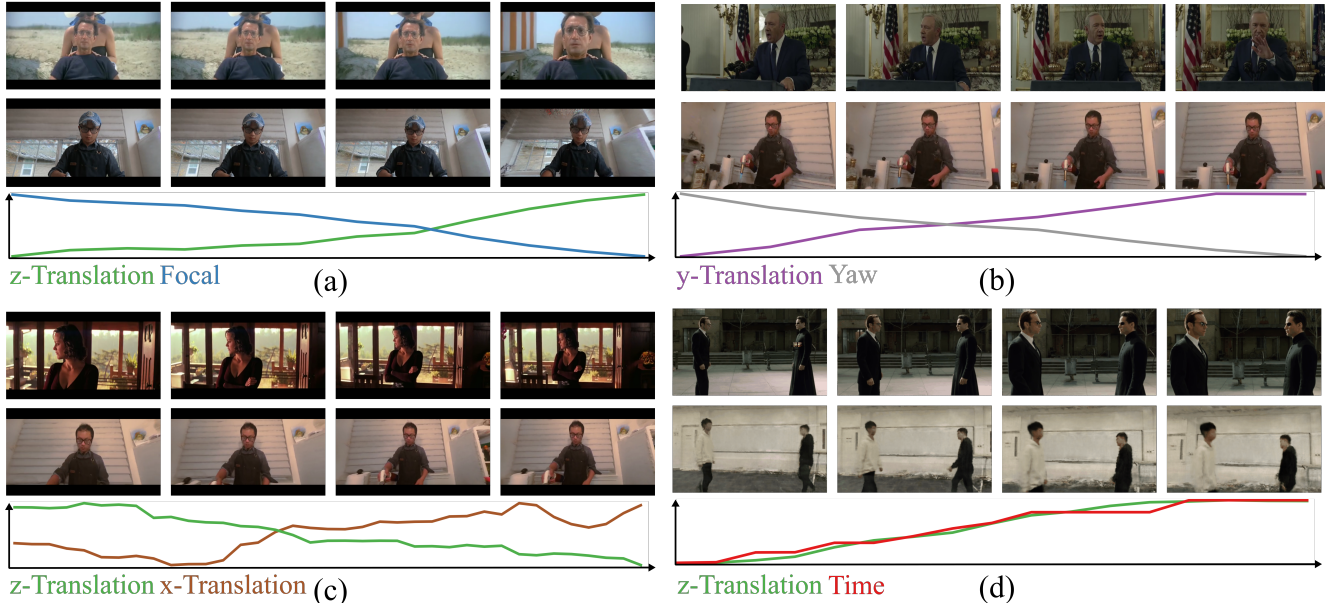 z-Translation Focal (a)
y-Translation Yaw (b)
z-Translation x-Translation (c)
z-Translation Time (d)